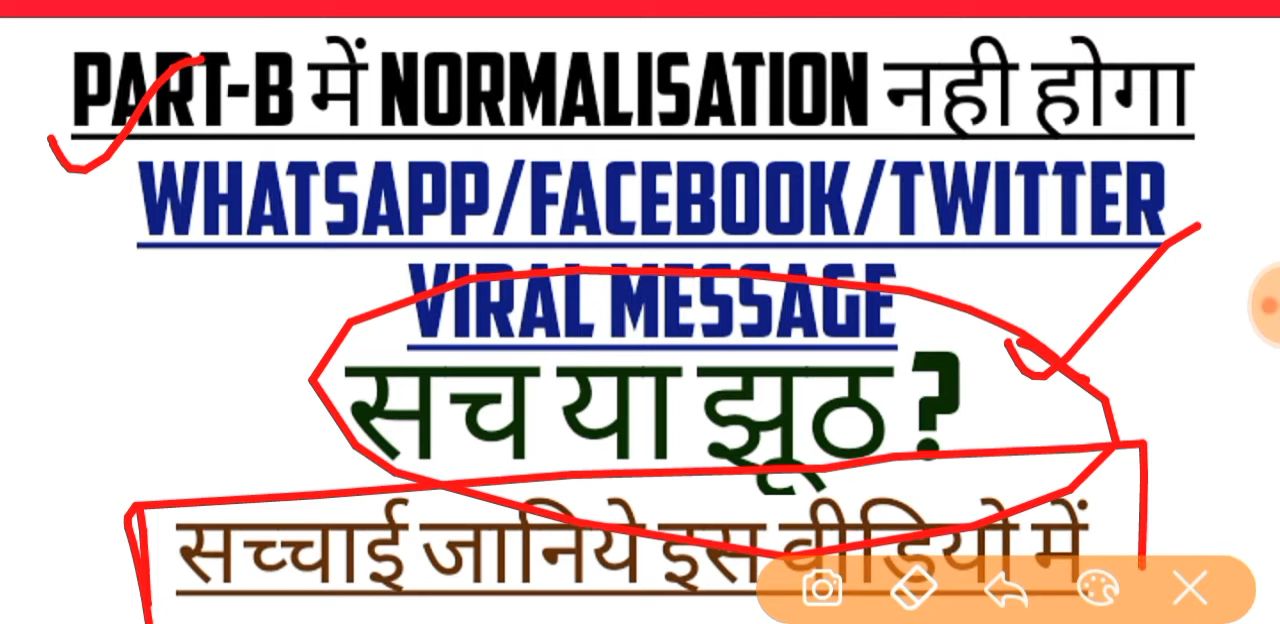 PART-B में NORMALISATION नही होगा
WHATSAPP/FACEBOOK/TWITTER
VIRAL MESSAGE
सच या झूठ?
सच्चाई जानिये इस वीडियो में